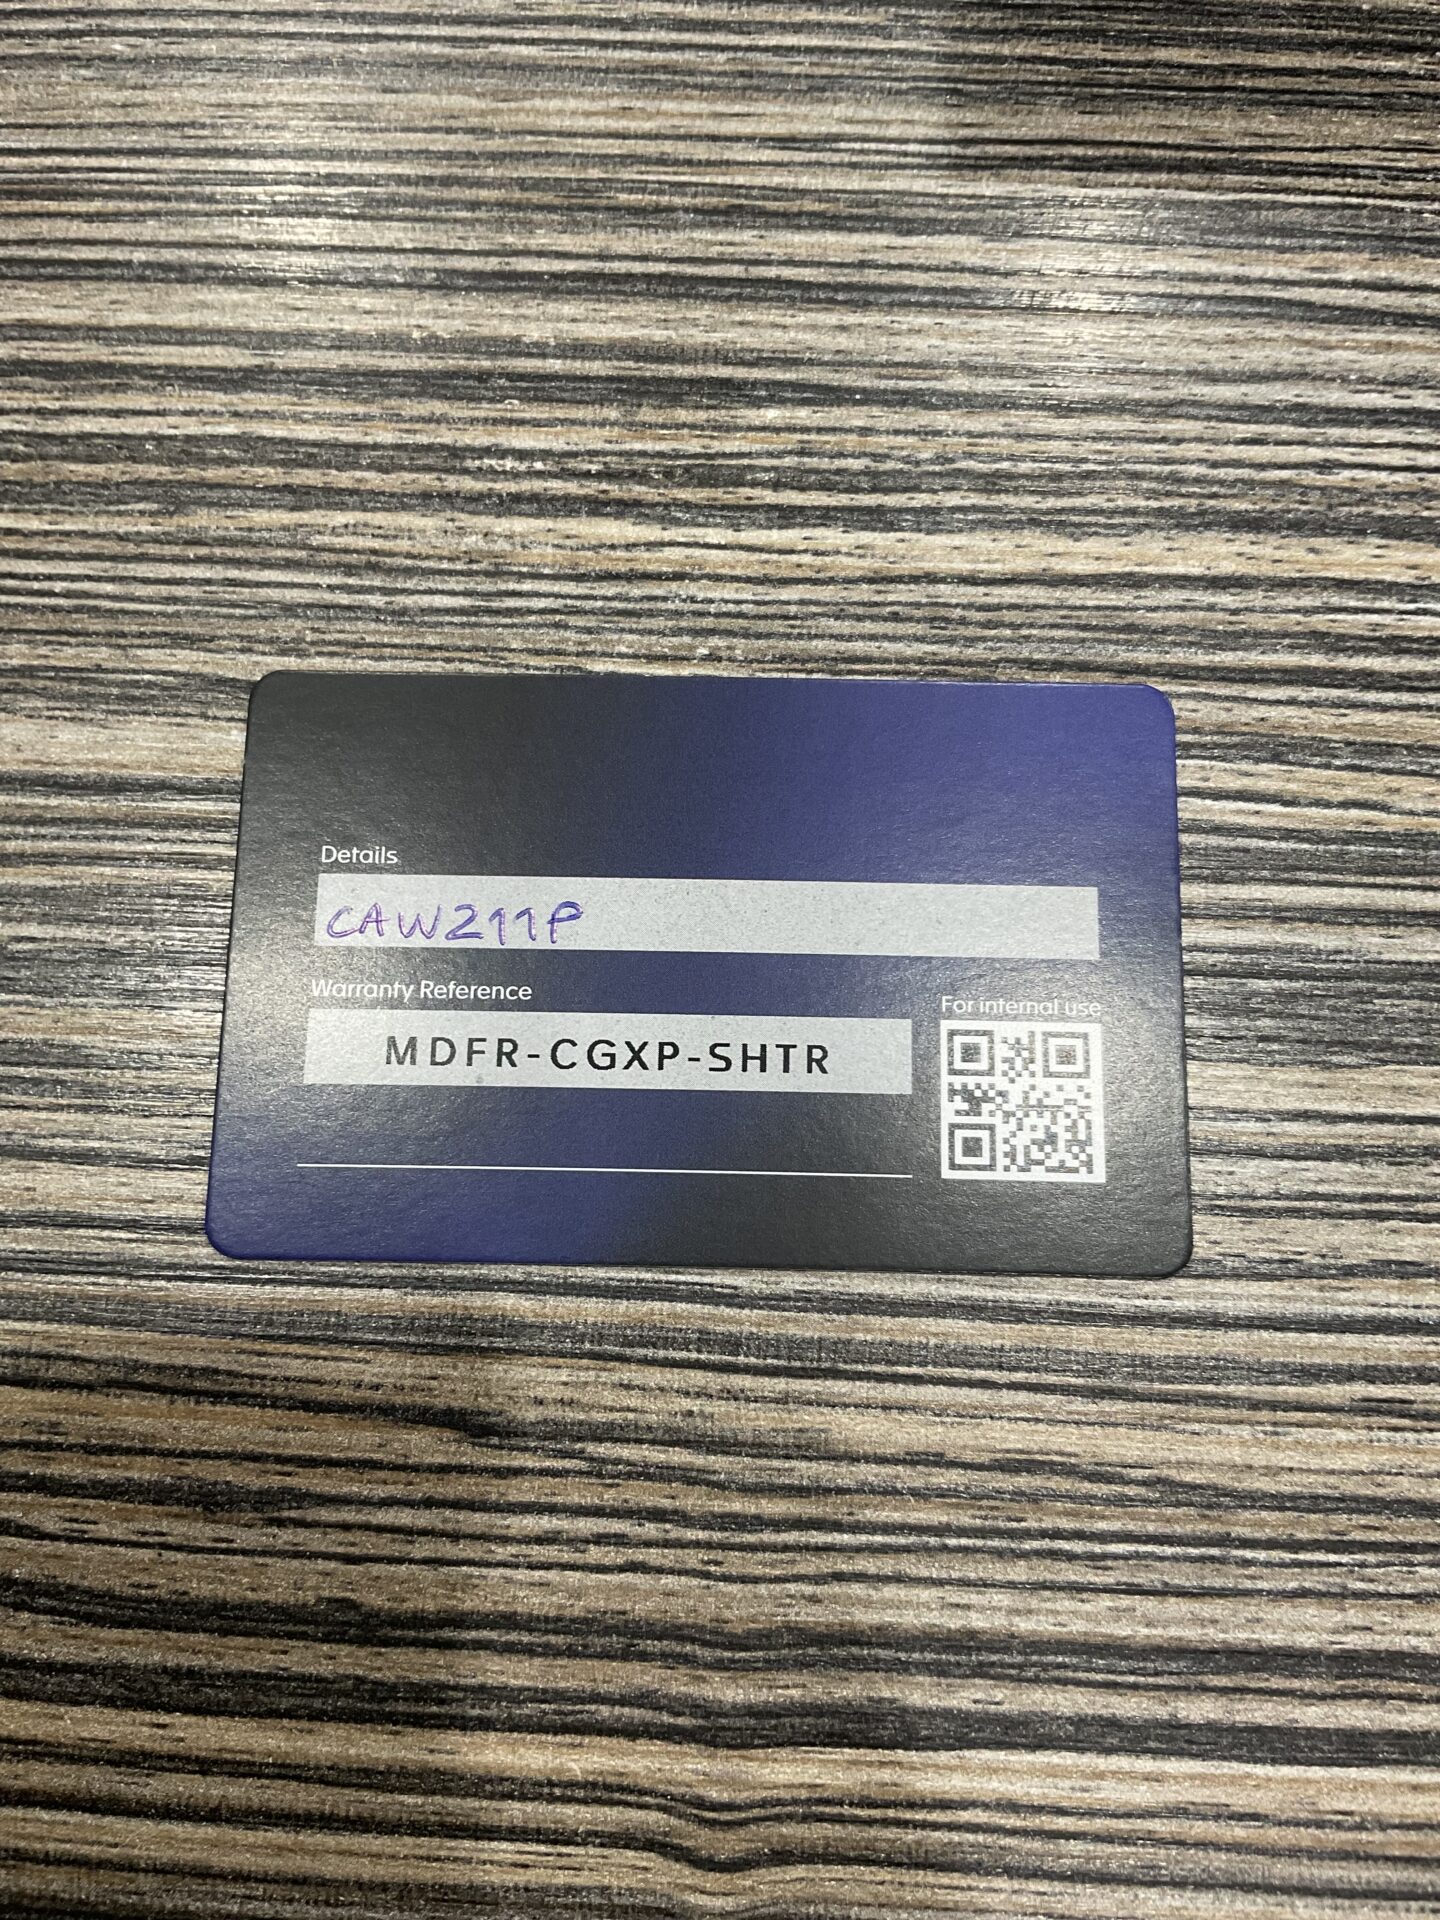 Details
CAW211P
Warranty Reference
MDFR-CGXP-SHTR
For internal use